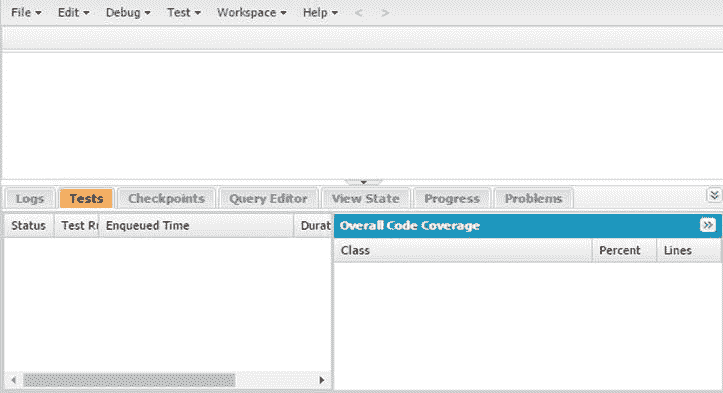 File Edit Debug Test Workspace Help < >
Logs Tests Checkpoints Query Editor View State Progress Problems
Status Test Ru Enqueued Time Durat Overall Code Coverage
Class Percent Lines